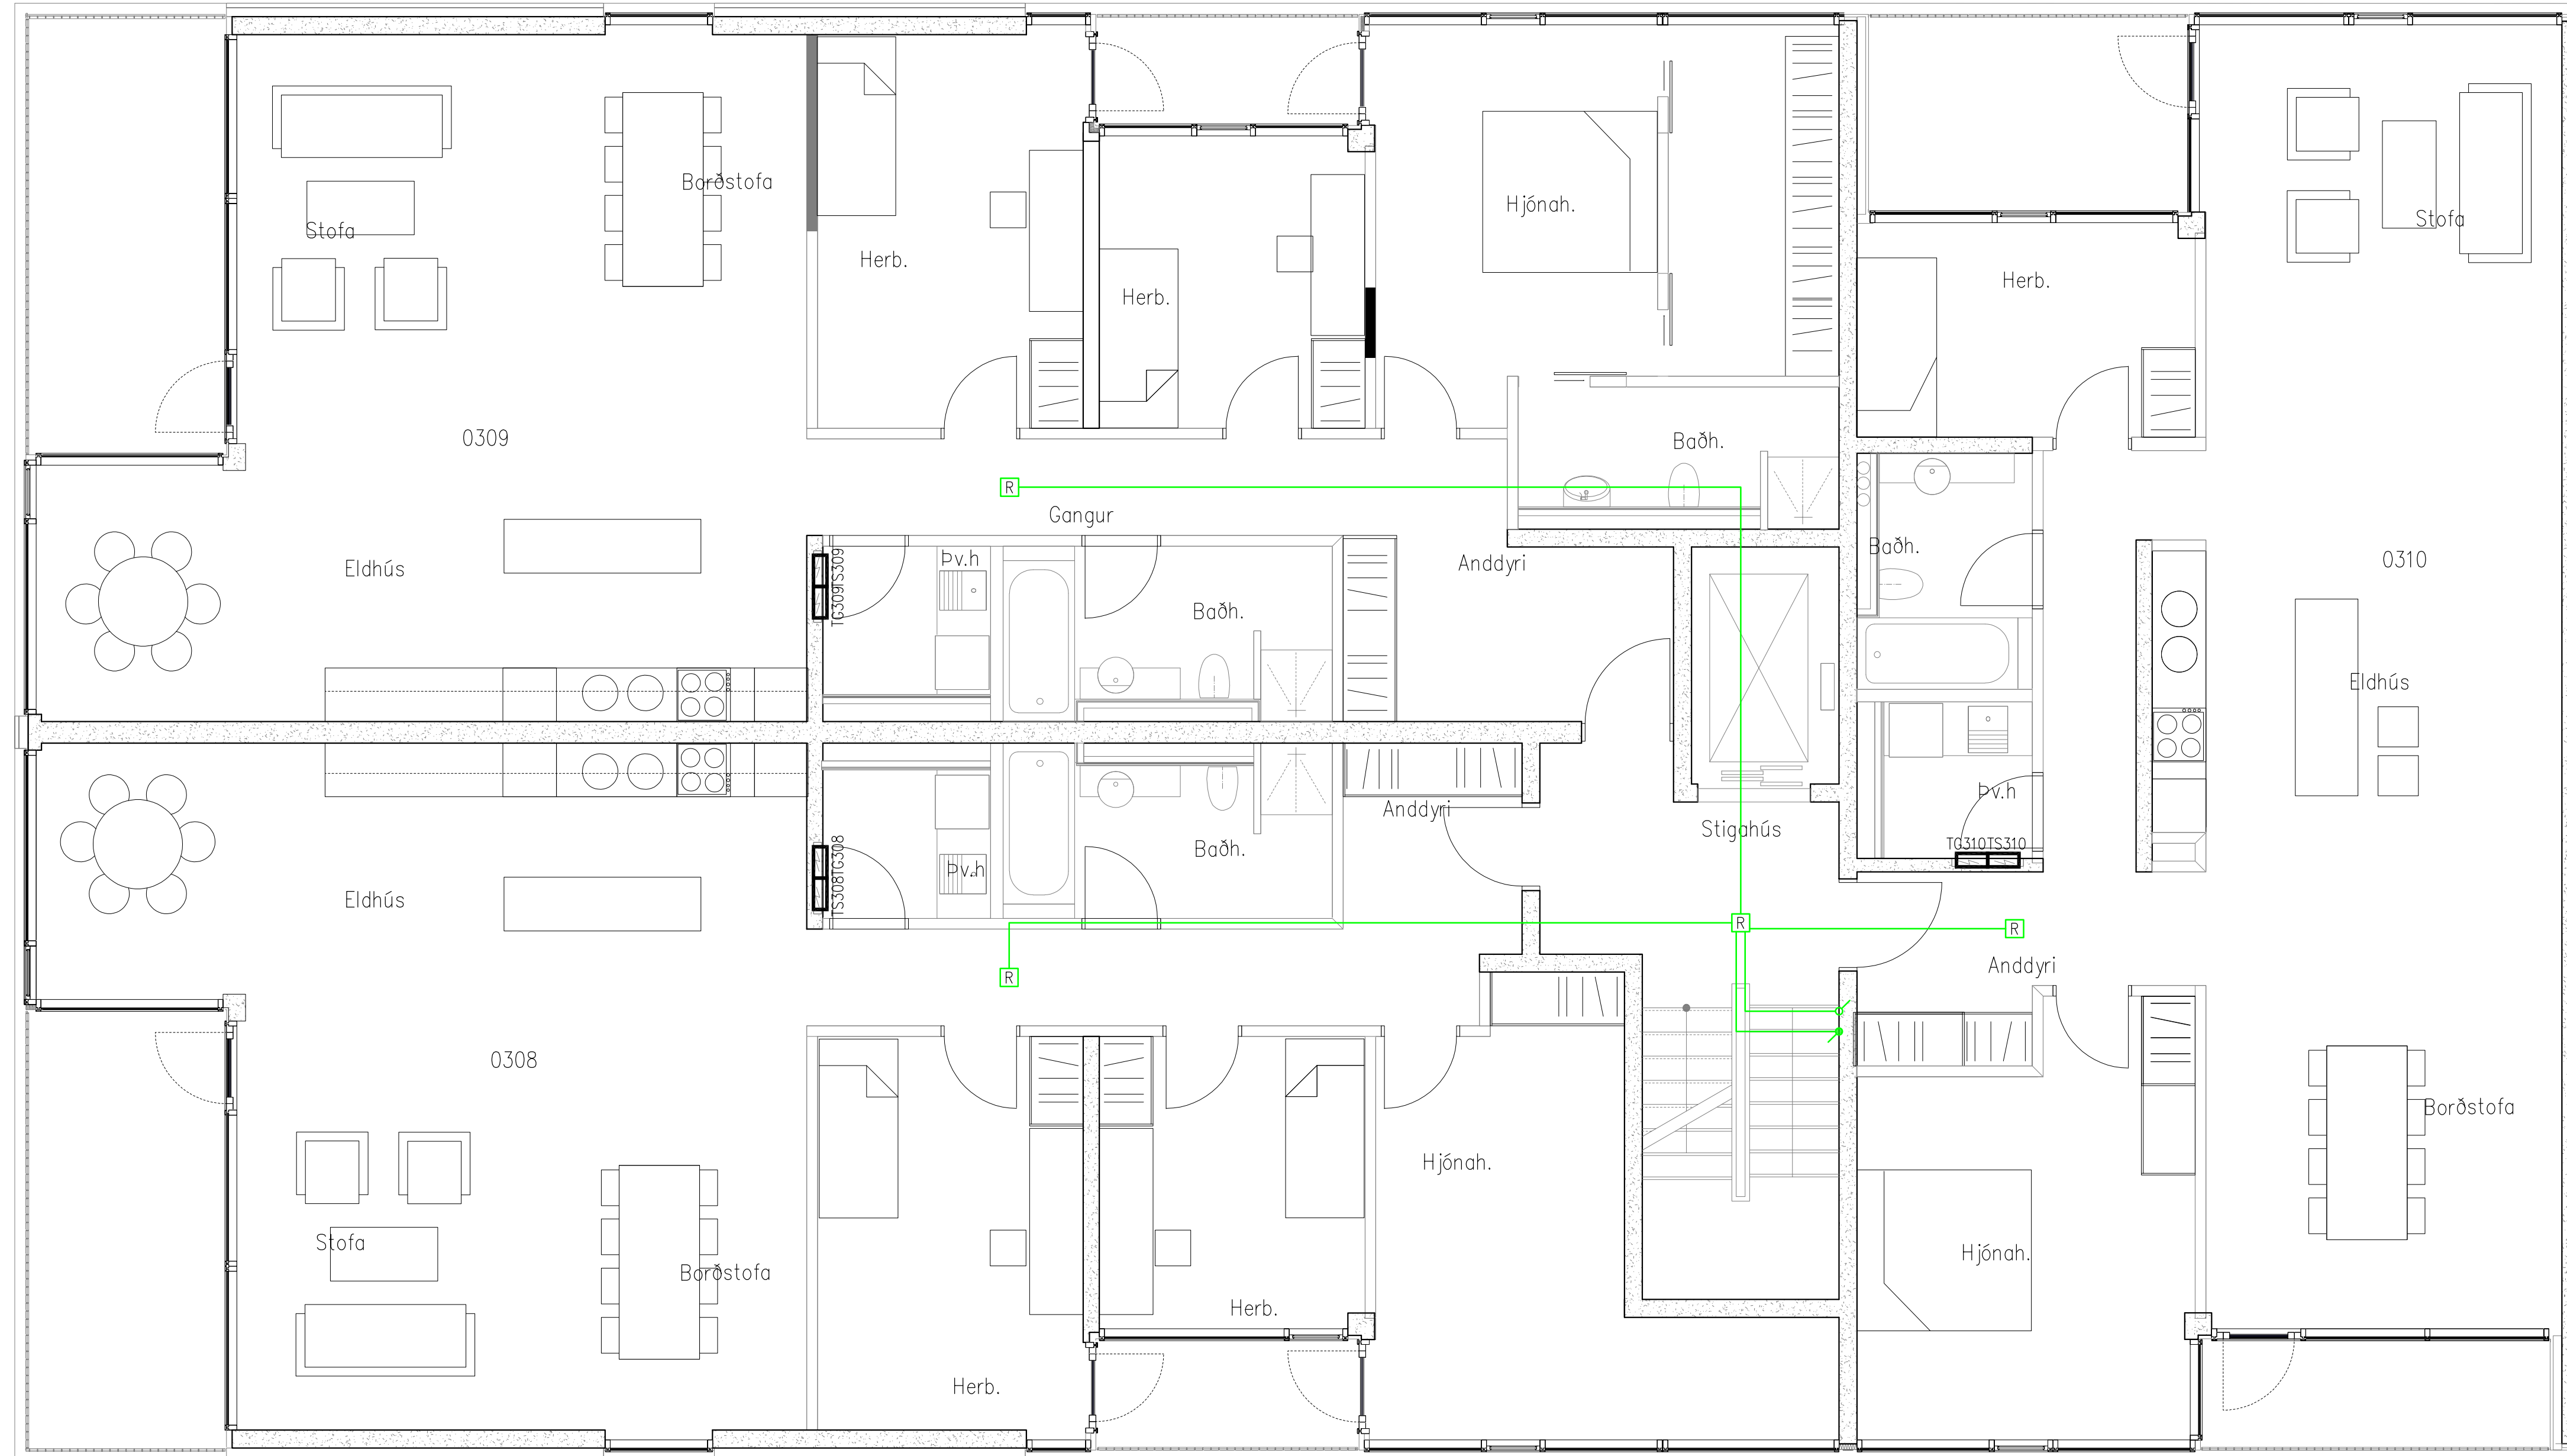 Borðstofa
Stofa
Herb.
Herb.
Hjónah.
Herb.
Stofa
0309
Baðh.
R
Gangur
Eldhús
TG309TS309
Þv.h
Baðh.
Anddyri
Baðh.
0310
Eldhús
Þv.h
Anddyri
Stigahús
TG310TS310
Eldhús
TS308TG308
Þv.h
Baðh.
R
R
R
Anddyri
0308
Borðstofa
Hjónah.
Stofa
Borðstofa
Herb.
Herb.
Hjónah.